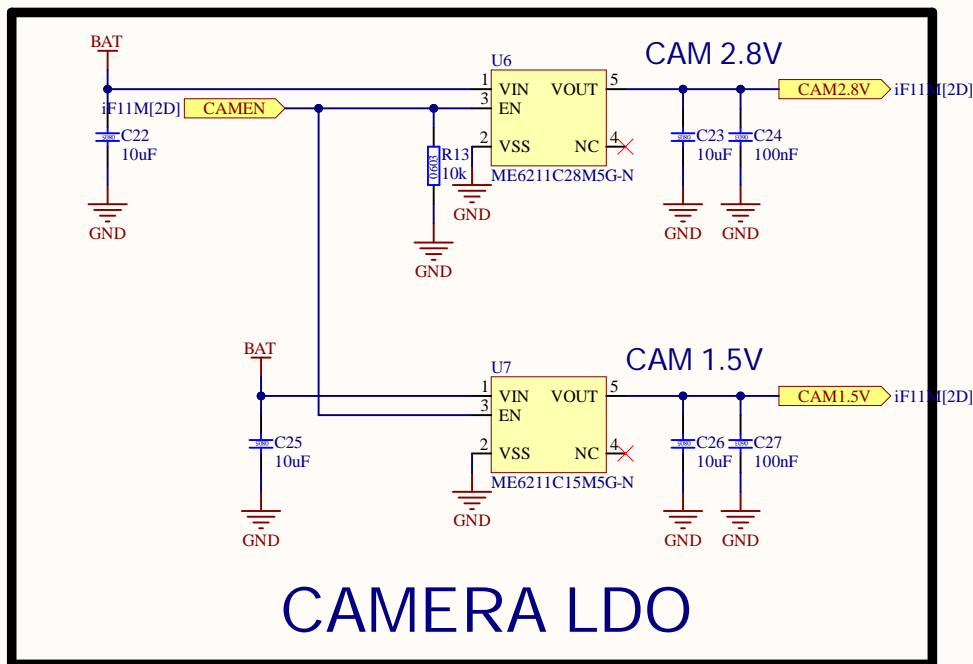 BAT
U6
CAM 2.8V
1
VIN
VOUT
5
CAM2.8V
iF11M[2D]
iF11M[2D]
CAMEN
3
EN
C22
10uF
R13
10k
0603
2
VSS
NC
4
C23
10uF
C24
100nF
ME6211C28M5G-N
GND
GND
GND
GND
GND
BAT
U7
CAM 1.5V
1
VIN
VOUT
5
CAM1.5V
iF11M[2D]
3
EN
C25
10uF
2
VSS
NC
4
C26
10uF
C27
100nF
ME6211C15M5G-N
GND
GND
GND
GND
CAMERA LDO